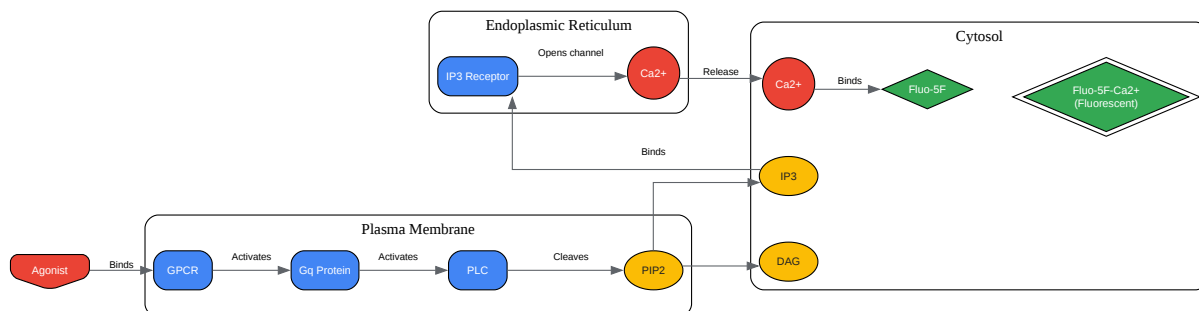 Endoplasmic Reticulum
Cytosol
IP3 Receptor
Opens channel
Ca2+
Release
Ca2+
Binds
Fluo-5F
Fluo-5F-Ca2+
(Fluorescent)
Binds
IP3
Plasma Membrane
Agonist
Binds
GPCR
Activates
Gq Protein
Activates
PLC
Cleaves
PIP2
DAG